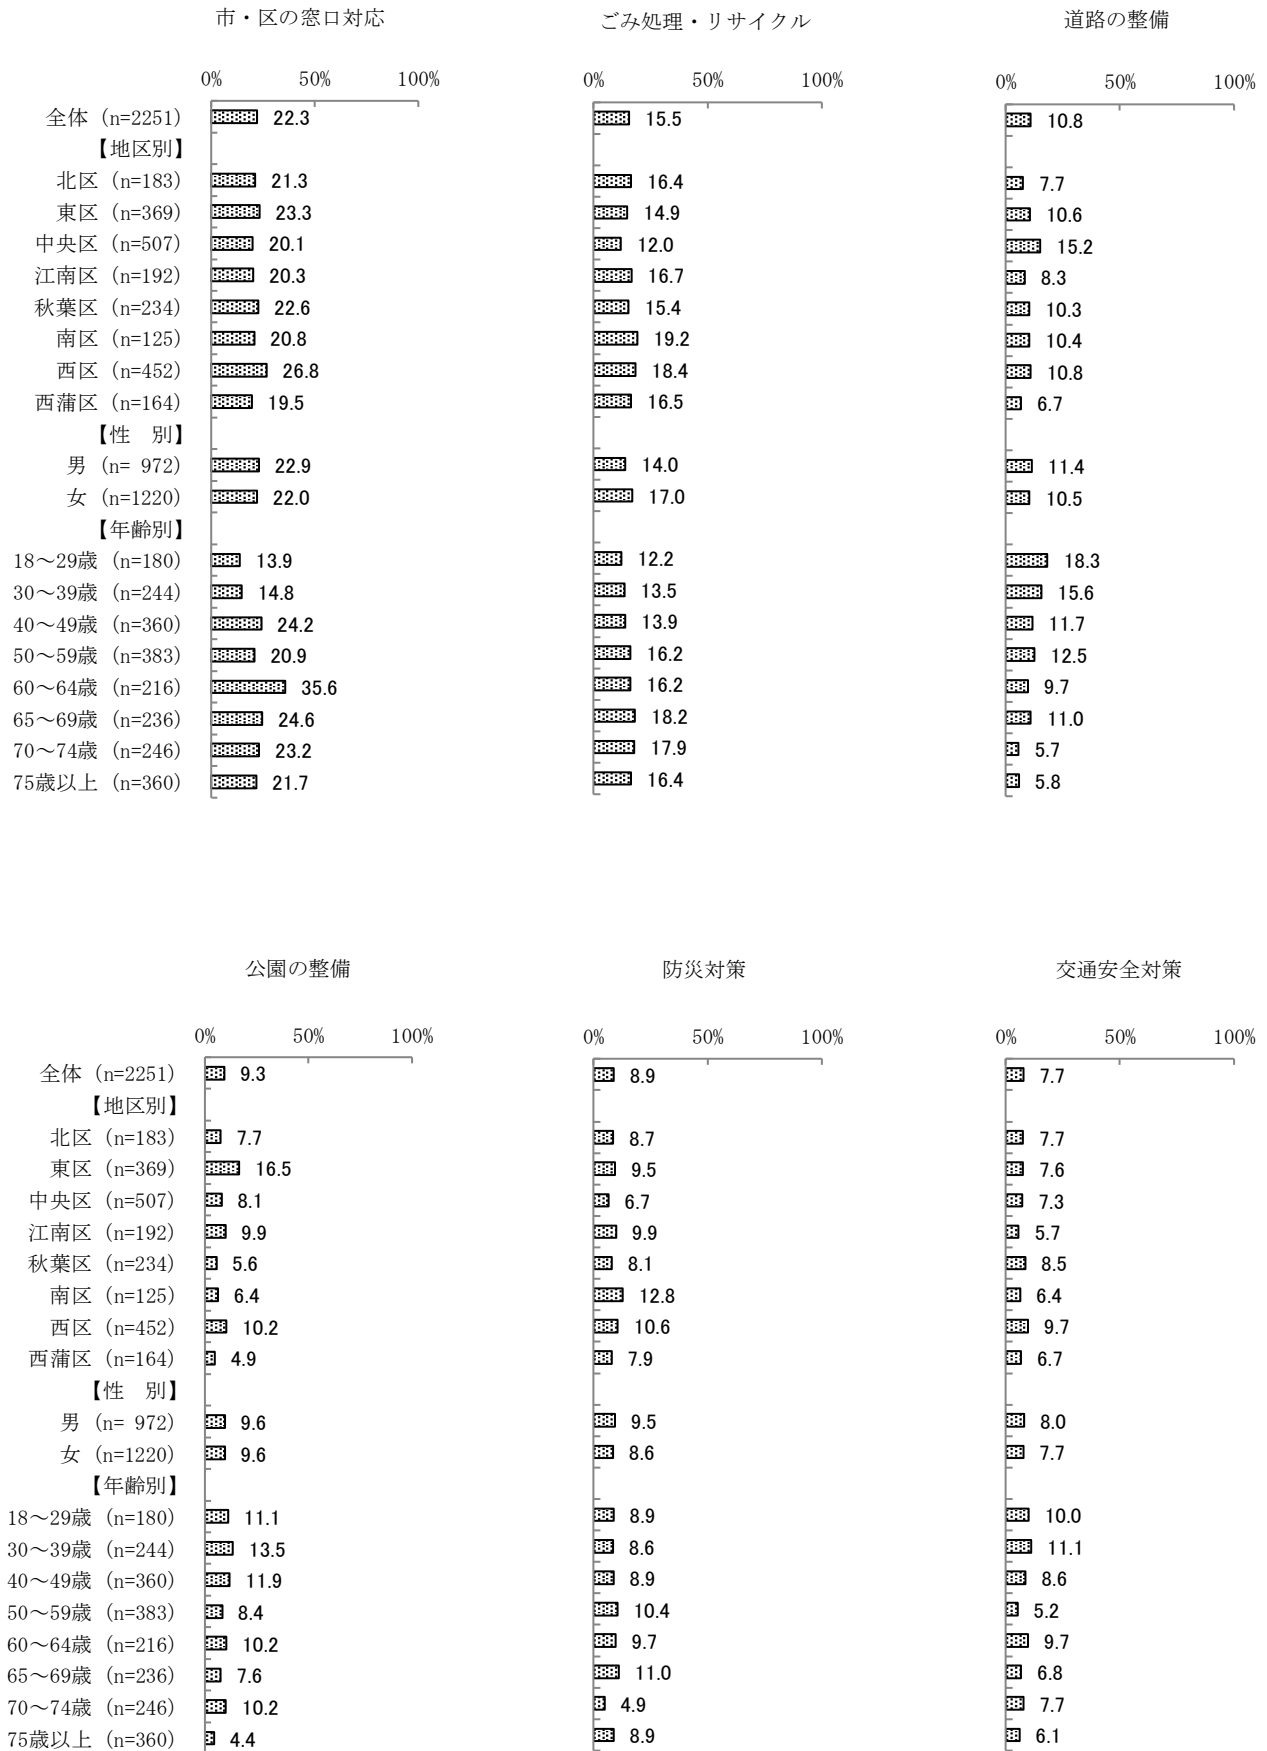 市・区の窓口対応 ごみ処理・リサイクル 道路の整備
0% 50% 100% 0% 50% 100% 0% 50% 100%
全体 (n=2251) 22.3 15.5 10.8
【地区別】
北区 (n=183) 21.3 16.4 7.7
東区 (n=369) 23.3 14.9 10.6
中央区 (n=507) 20.1 12.0 15.2
江南区 (n=192) 20.3 16.7 8.3
秋葉区 (n=234) 22.6 15.4 10.3
南区 (n=125) 20.8 19.2 10.4
西区 (n=452) 26.8 18.4 10.8
西蒲区 (n=164) 19.5 16.5 6.7
【性　別】
男 (n= 972) 22.9 14.0 11.4
女 (n=1220) 22.0 17.0 10.5
【年齢別】
18～29歳 (n=180) 13.9 12.2 18.3
30～39歳 (n=244) 14.8 13.5 15.6
40～49歳 (n=360) 24.2 13.9 11.7
50～59歳 (n=383) 20.9 16.2 12.5
60～64歳 (n=216) 35.6 16.2 9.7
65～69歳 (n=236) 24.6 18.2 11.0
70～74歳 (n=246) 23.2 17.9 5.7
75歳以上 (n=360) 21.7 16.4 5.8
公園の整備 防災対策 交通安全対策
0% 50% 100% 0% 50% 100% 0% 50% 100%
全体 (n=2251) 9.3 8.9 7.7
【地区別】
北区 (n=183) 7.7 8.7 7.7
東区 (n=369) 16.5 9.5 7.6
中央区 (n=507) 8.1 6.7 7.3
江南区 (n=192) 9.9 9.9 5.7
秋葉区 (n=234) 5.6 8.1 8.5
南区 (n=125) 6.4 12.8 6.4
西区 (n=452) 10.2 10.6 9.7
西蒲区 (n=164) 4.9 7.9 6.7
【性　別】
男 (n= 972) 9.6 9.5 8.0
女 (n=1220) 9.6 8.6 7.7
【年齢別】
18～29歳 (n=180) 11.1 8.9 10.0
30～39歳 (n=244) 13.5 8.6 11.1
40～49歳 (n=360) 11.9 8.9 8.6
50～59歳 (n=383) 8.4 10.4 5.2
60～64歳 (n=216) 10.2 9.7 9.7
65～69歳 (n=236) 7.6 11.0 6.8
70～74歳 (n=246) 10.2 4.9 7.7
75歳以上 (n=360) 4.4 8.9 6.1